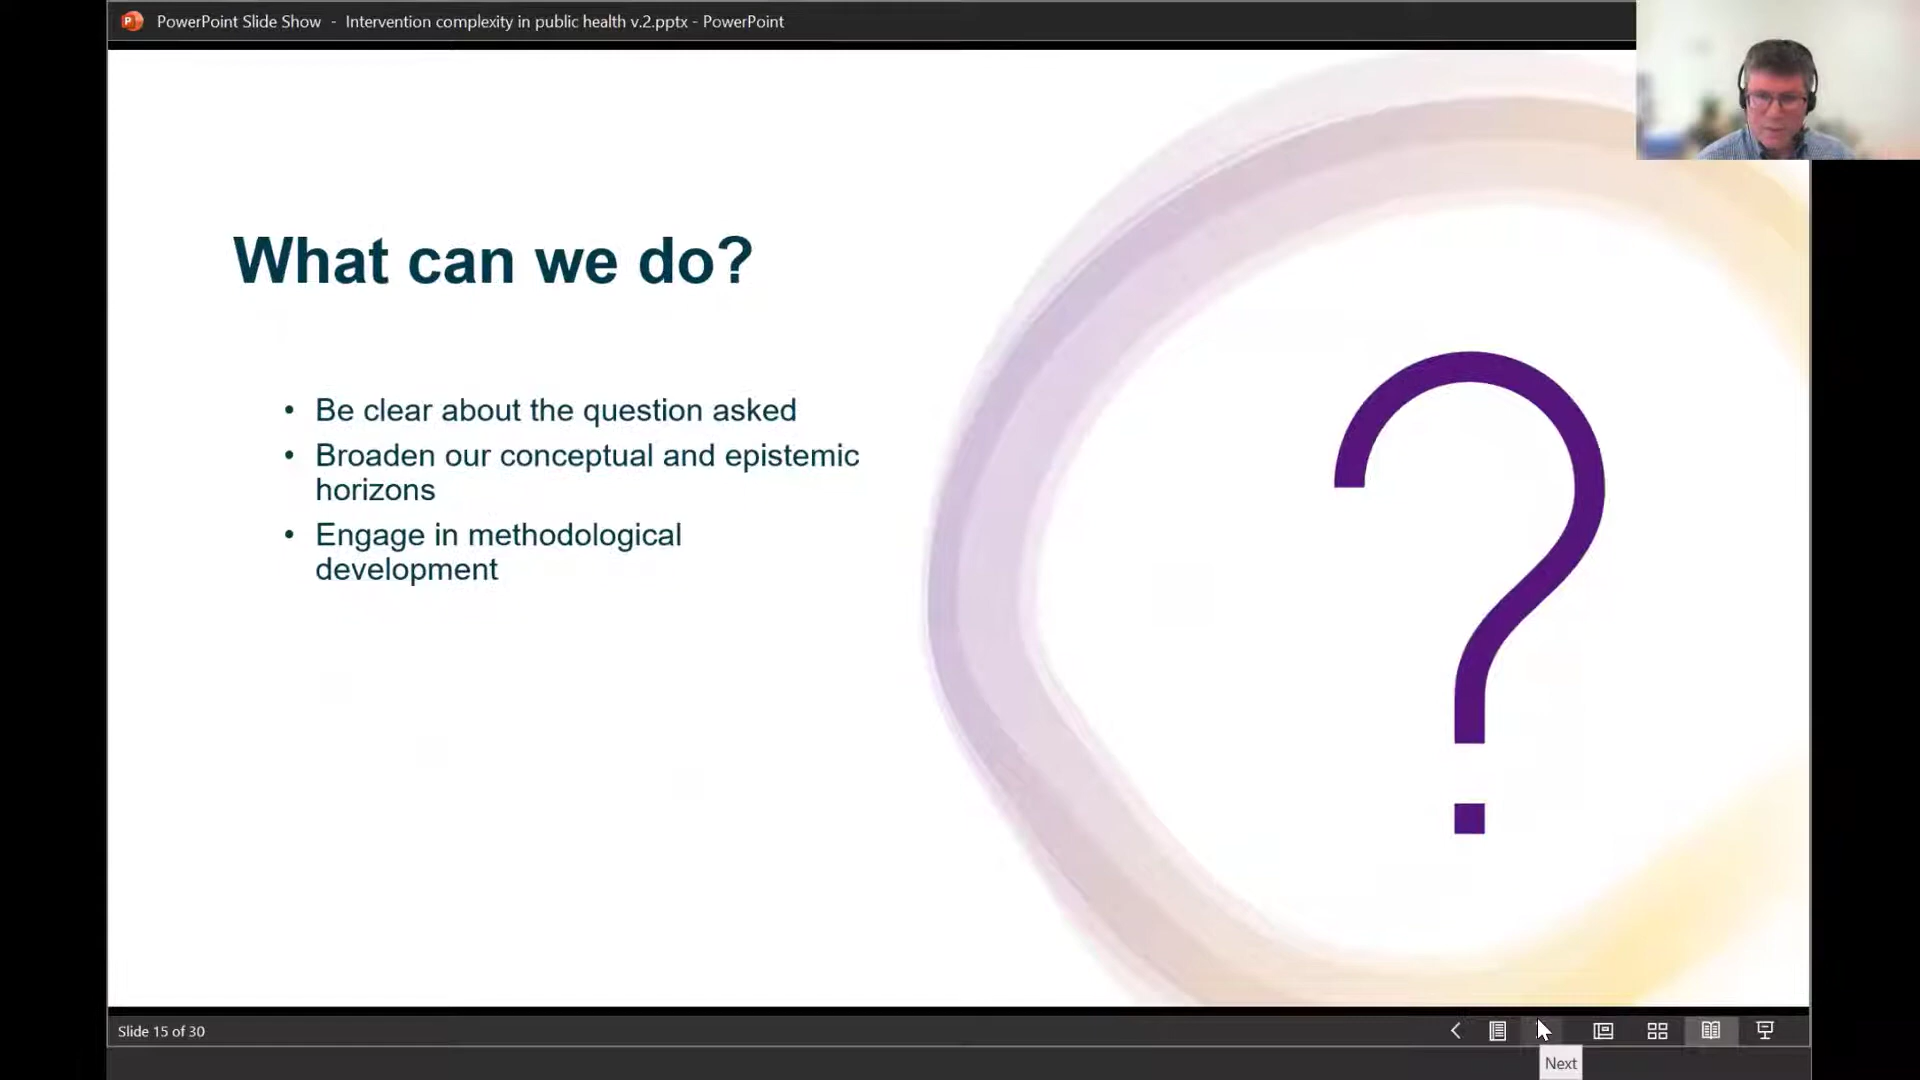 PowerPoint Slide Show - Intervention complexity in public health v.2.pptx - PowerPoint
What can we do?
• Be clear about the question asked
• Broaden our conceptual and epistemic
horizons
• Engage in methodological
development
?
Slide 15 of 30
Next